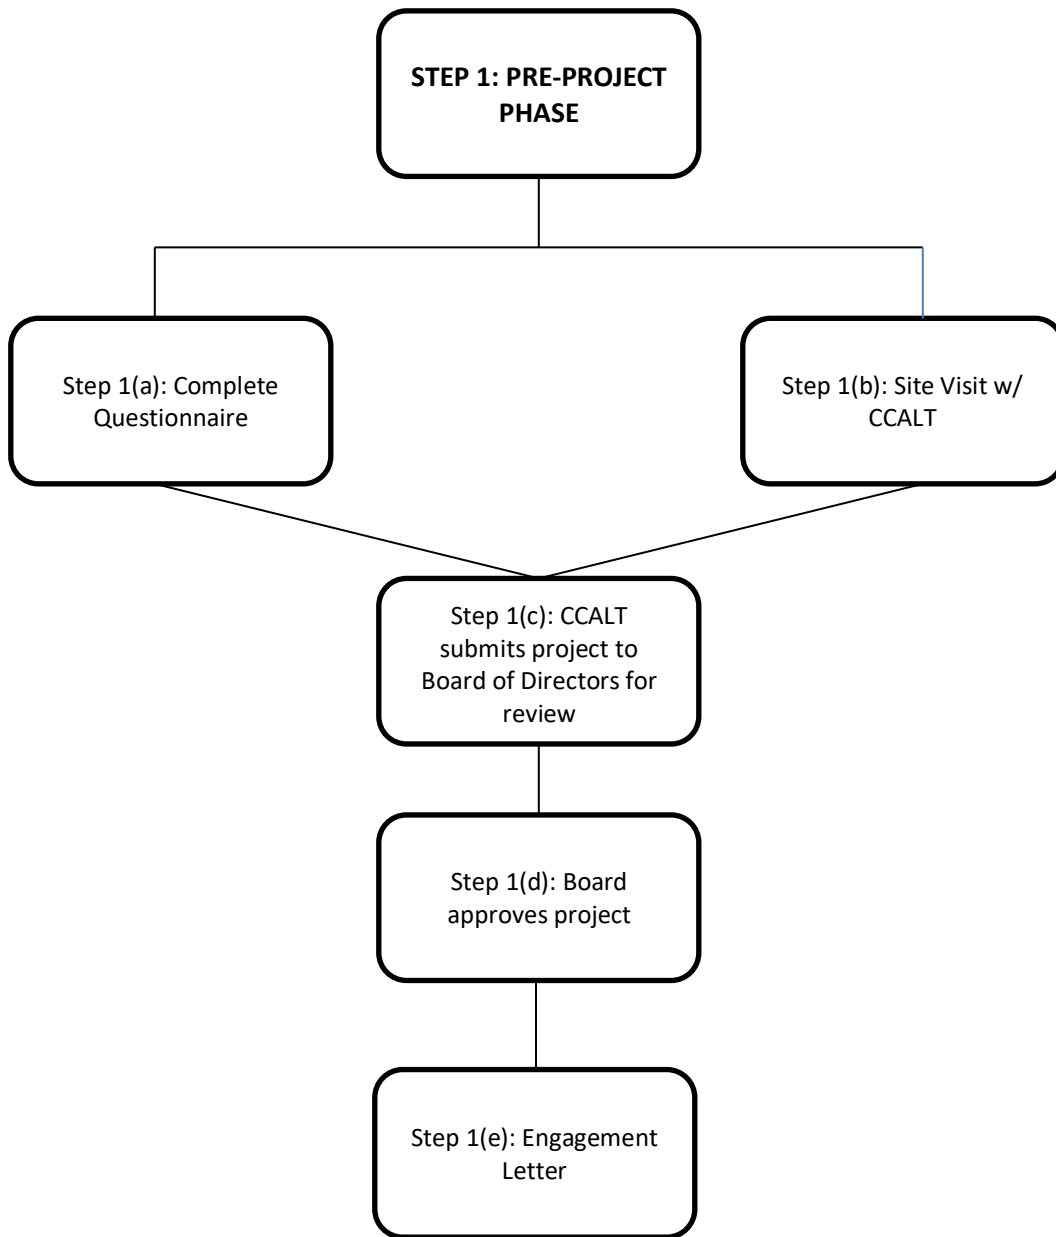 STEP 1: PRE-PROJECT
PHASE
Step 1(a): Complete
Questionnaire
Step 1(b): Site Visit w/
CCALT
Step 1(c): CCALT
submits project to
Board of Directors for
review
Step 1(d): Board
approves project
Step 1(e): Engagement
Letter